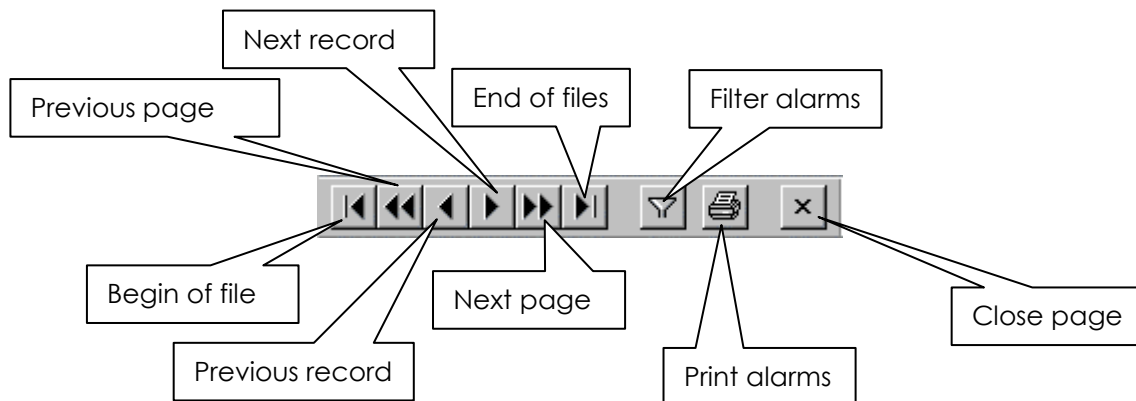 Next record
Previous page
End of files
Filter alarms
Begin of file
Next page
Close page
Previous record
Print alarms